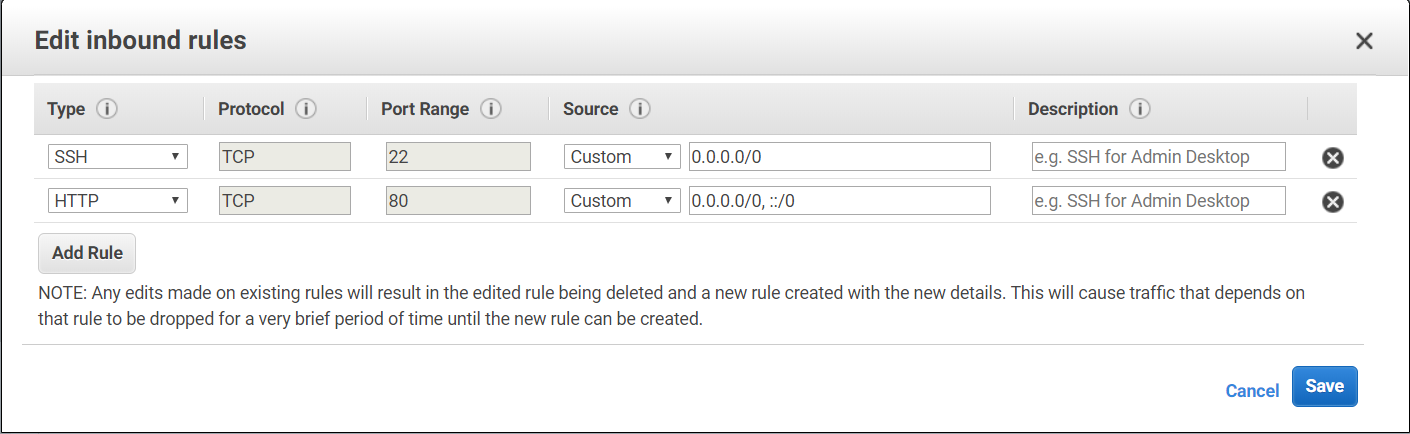 Edit inbound rules
Type Protocol Port Range Source Description
SSH TCP 22 Custom 0.0.0.0/0 e.g. SSH for Admin Desktop
HTTP TCP 80 Custom 0.0.0.0/0, ::/0 e.g. SSH for Admin Desktop
Add Rule
NOTE: Any edits made on existing rules will result in the edited rule being deleted and a new rule created with the new details. This will cause traffic that depends on
that rule to be dropped for a very brief period of time until the new rule can be created.
Cancel Save